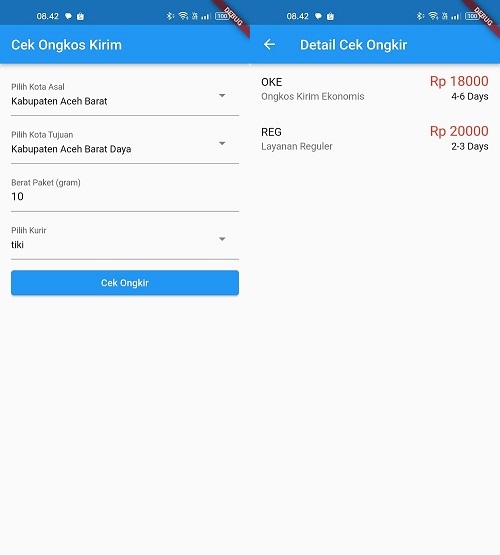 08.42
100
DEBUG
Cek Ongkos Kirim
Pilih Kota Asal
Kabupaten Aceh Barat
Pilih Kota Tujuan
Kabupaten Aceh Barat Daya
Berat Paket (gram)
10
Pilih Kurir
tiki
Cek Ongkir
08.42
100
DEBUG
Detail Cek Ongkir
OKE Rp 18000
Ongkos Kirim Ekonomis 4-6 Days
REG Rp 20000
Layanan Reguler 2-3 Days